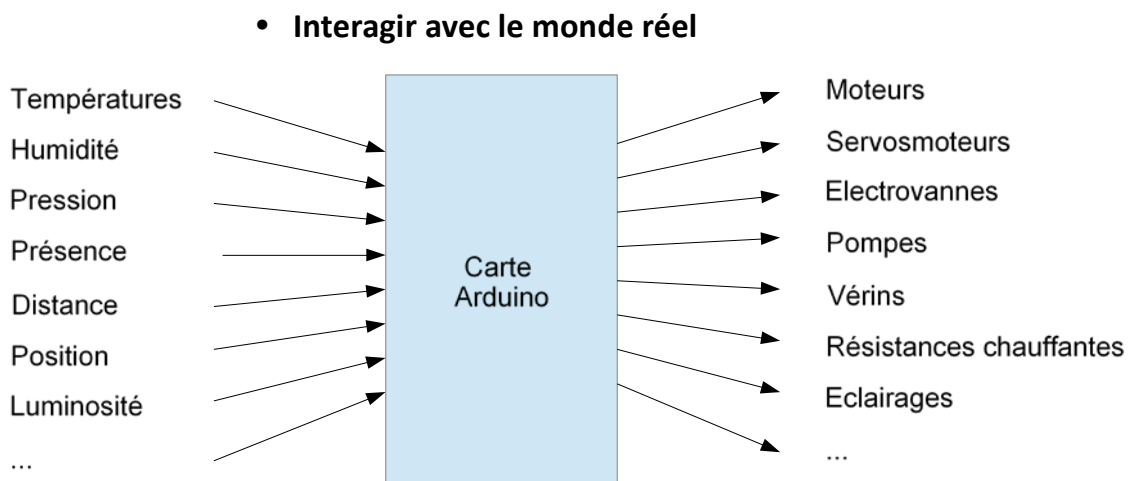 • Interagir avec le monde réel
Températures
Humidité
Pression
Présence
Distance
Position
Luminosité
...
Carte
Arduino
Moteurs
Servosmoteurs
Electrovannes
Pompes
Vérins
Résistances chauffantes
Eclairages
...